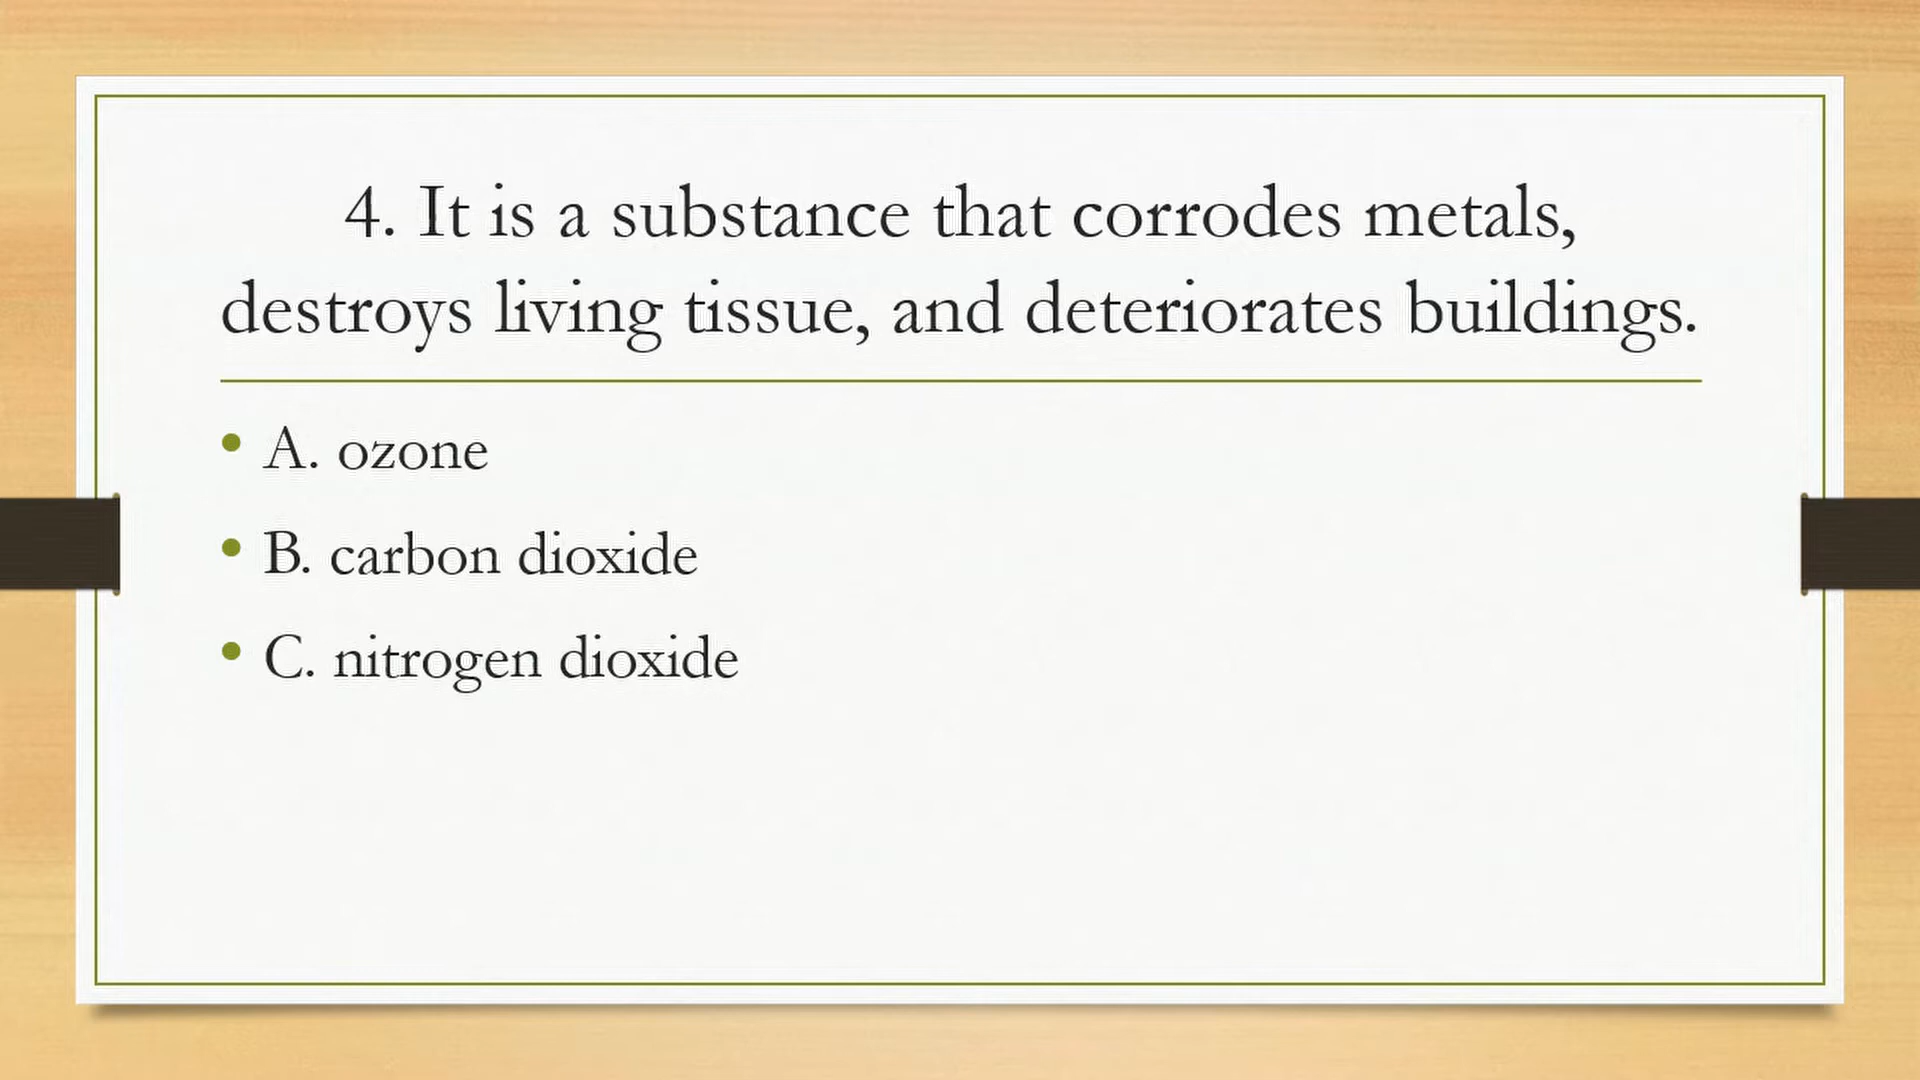 4. It is a substance that corrodes metals,
destroys living tissue, and deteriorates buildings.
• A. ozone
• B. carbon dioxide
• C. nitrogen dioxide